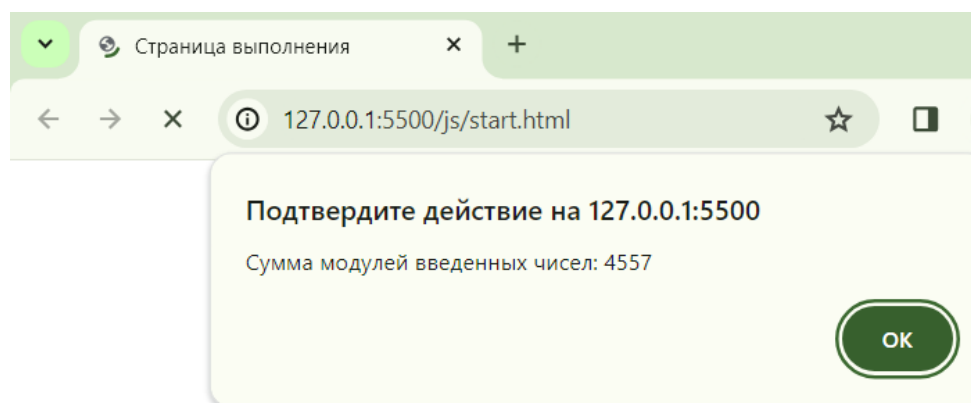 Страница выполнения
127.0.0.1:5500/js/start.html
Подтвердите действие на 127.0.0.1:5500
Сумма модулей введенных чисел: 4557
ОК